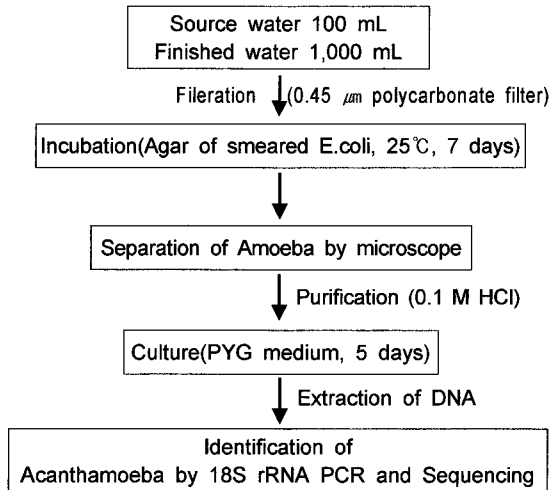 Source water 100 mL
Finished water 1,000 mL
Fileration (0.45 ㎛ polycarbonate filter)
Incubation(Agar of smeared E.coli, 25℃, 7 days)
Separation of Amoeba by microscope
Purification (0.1 M HCl)
Culture(PYG medium, 5 days)
Extraction of DNA
Identification of
Acanthamoeba by 18S rRNA PCR and Sequencing